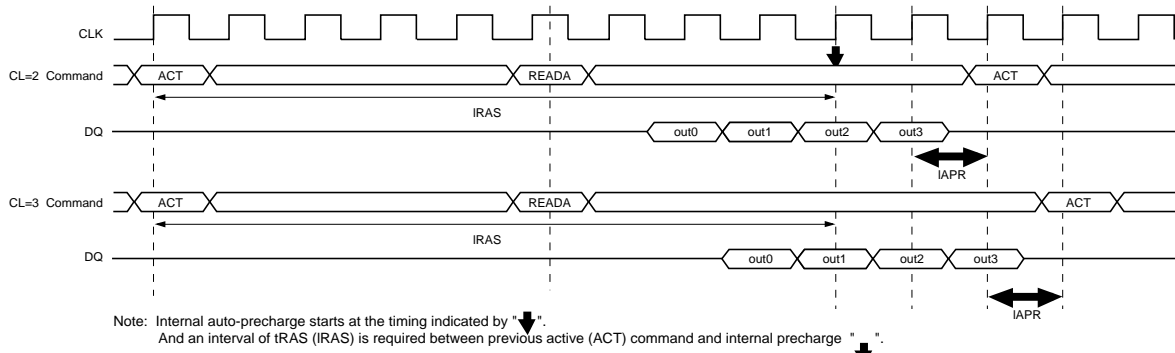 CLK
CL=2 Command
ACT
READA
ACT
lRAS
DQ
out0 out1 out2 out3
lAPR
CL=3 Command
ACT
READA
ACT
lRAS
DQ
out0 out1 out2 out3
lAPR
Note: Internal auto-precharge starts at the timing indicated by " ".
And an interval of tRAS (lRAS) is required between previous active (ACT) command and internal precharge " ".